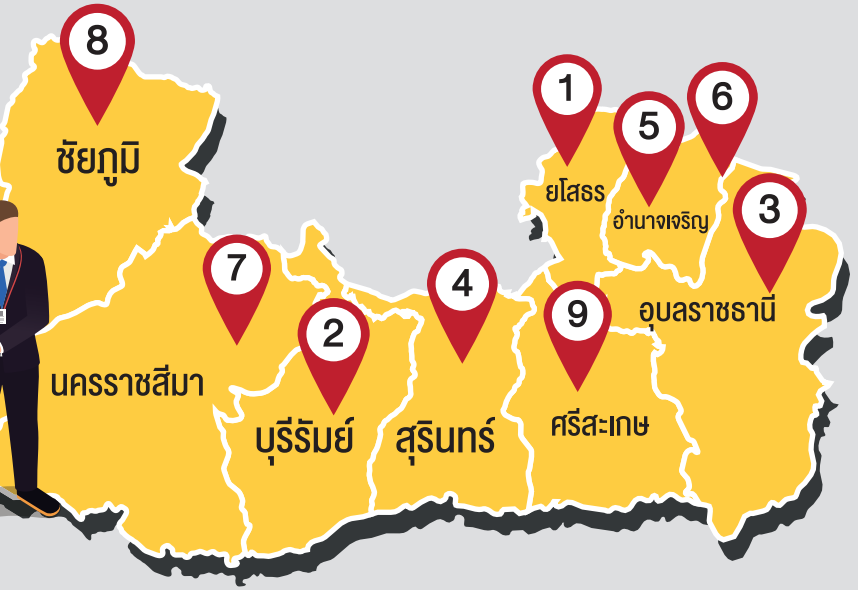 8
ชัยภูมิ
1
ยโสธร
5
อำนาจเจริญ
6
3
อุบลราชธานี
7
นครราชสีมา
2
บุรีรัมย์
4
สุรินทร์
9
ศรีสะเกษ